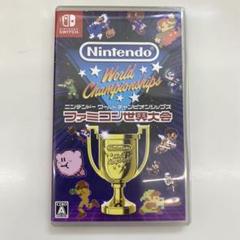 NINTENDO
SWITCH
Nintendo
World
Championships
ニンテンドー ワールドチャンピオンシップス
ファミコン世界大会
A